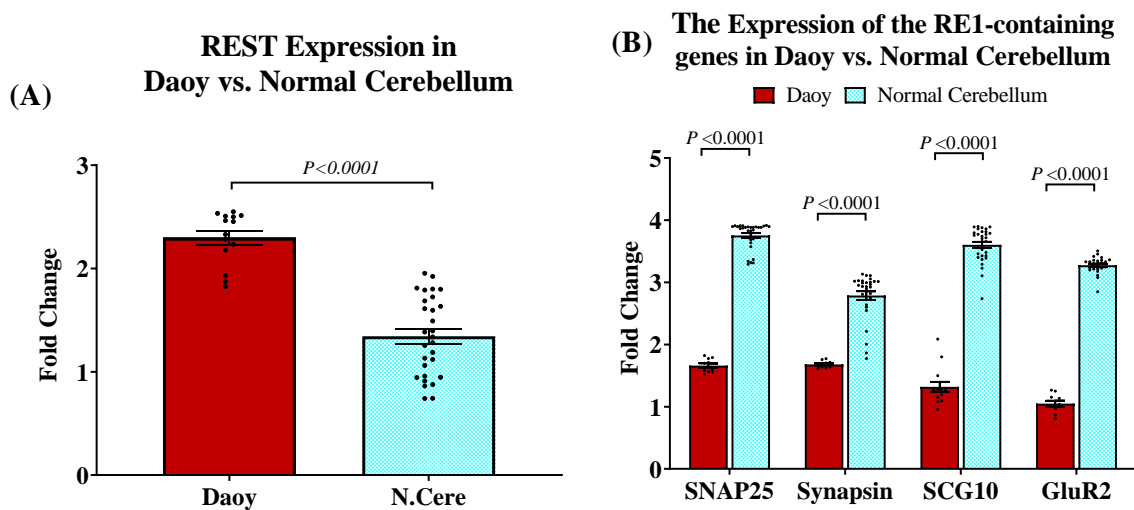 (A)
REST Expression in
Daoy vs. Normal Cerebellum
P<0.0001
3
2
1
0
Fold Change
Daoy N.Cere
(B)
The Expression of the RE1-containing
genes in Daoy vs. Normal Cerebellum
Daoy Normal Cerebellum
P <0.0001
P <0.0001
P <0.0001
P <0.0001
5
4
3
2
1
0
Fold Change
SNAP25 Synapsin SCG10 GluR2